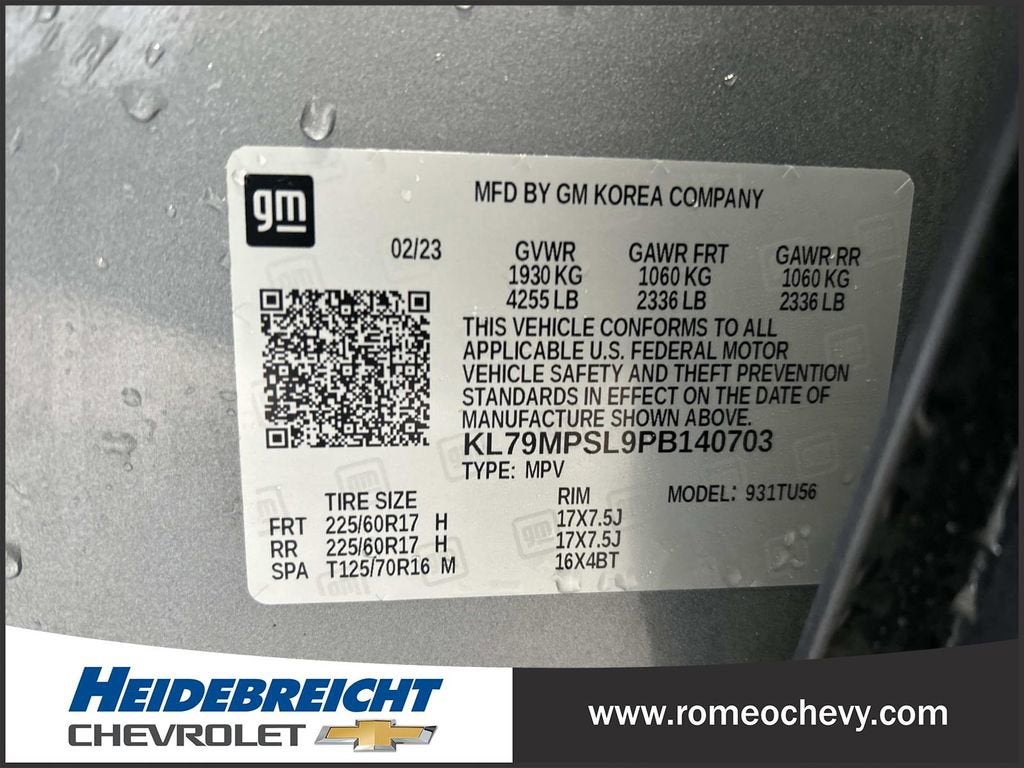 gm
MFD BY GM KOREA COMPANY
02/23 GVWR GAWR FRT GAWR RR
1930 KG 1060 KG 1060 KG
4255 LB 2336 LB 2336 LB
THIS VEHICLE CONFORMS TO ALL
APPLICABLE U.S. FEDERAL MOTOR
VEHICLE SAFETY AND THEFT PREVENTION
STANDARDS IN EFFECT ON THE DATE OF
MANUFACTURE SHOWN ABOVE.
KL79MPSL9PB140703
TYPE: MPV MODEL: 931TU56
TIRE SIZE RIM
FRT 225/60R17 H 17X7.5J
RR 225/60R17 H 17X7.5J
SPA T125/70R16 M 16X4BT
HEIDEBREICHT
CHEVROLET
www.romeochevy.com